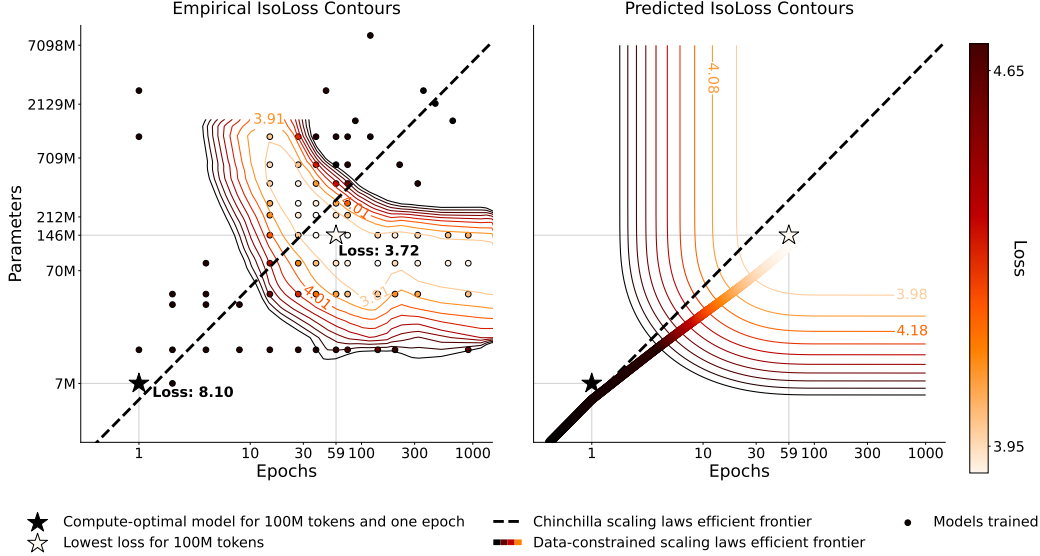 Empirical IsoLoss Contours
Predicted IsoLoss Contours
7098M
2129M
709M
212M
146M
70M
7M
Parameters
3.91
4.01
3.81
4.01
Loss: 3.72
Loss: 8.10
1
10
30
59
100
300
1000
Epochs
4.08
3.98
4.18
1
10
30
59
100
300
1000
Epochs
4.65
3.95
Loss
Compute-optimal model for 100M tokens and one epoch
Lowest loss for 100M tokens
Chinchilla scaling laws efficient frontier
Data-constrained scaling laws efficient frontier
Models trained